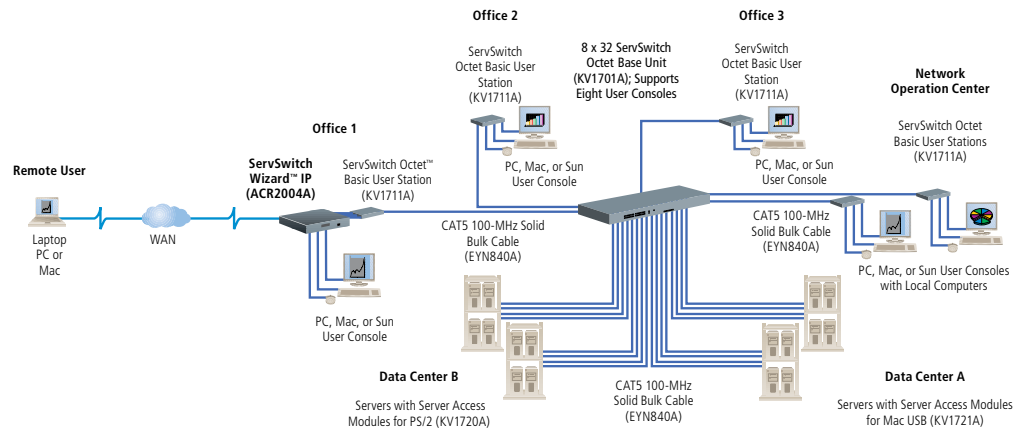 Office 2
ServSwitch
Octet Basic User
Station
(KV1711A)
8 x 32 ServSwitch
Octet Base Unit
(KV1701A); Supports
Eight User Consoles
Office 3
ServSwitch
Octet Basic User
Station
(KV1711A)
Network
Operation Center
ServSwitch Octet
Basic User Stations
(KV1711A)
Office 1
ServSwitch
Wizard™ IP
(ACR2004A)
ServSwitch Octet™
Basic User Station
(KV1711A)
PC, Mac, or Sun
User Console
PC, Mac, or Sun
User Console
Remote User
Laptop
PC or
Mac
WAN
CAT5 100-MHz Solid
Bulk Cable
(EYN840A)
CAT5 100-MHz
Solid Bulk Cable
(EYN840A)
PC, Mac, or Sun User Consoles
with Local Computers
PC, Mac, or Sun
User Console
Data Center B
Servers with Server Access
Modules for PS/2 (KV1720A)
CAT5 100-MHz
Solid Bulk Cable
(EYN840A)
Data Center A
Servers with Server Access Modules
for Mac USB (KV1721A)